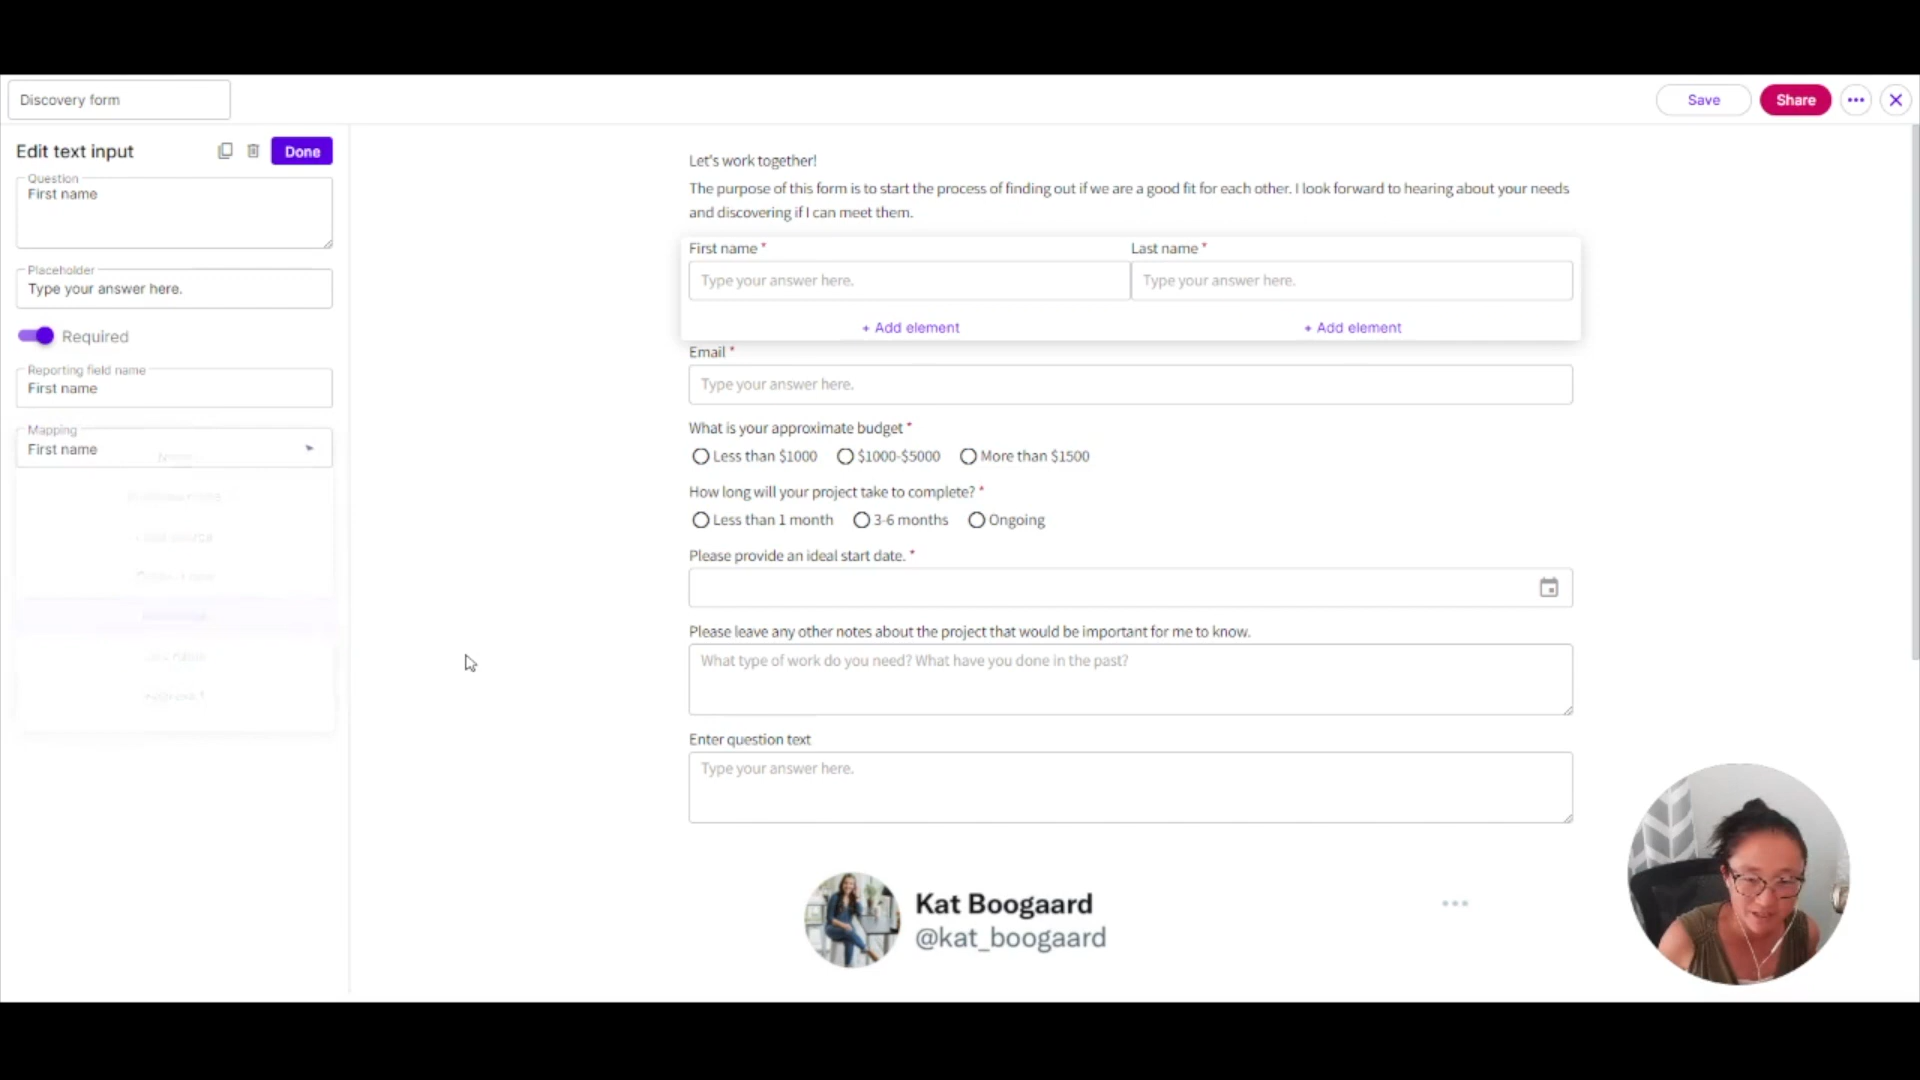 Discovery form
Save
Share
Edit text input
Done
Question
First name
Placeholder
Type your answer here.
Required
Reporting field name
First name
Mapping
First name
Let's work together!
The purpose of this form is to start the process of finding out if we are a good fit for each other. I look forward to hearing about your needs
and discovering if I can meet them.
First name *
Last name *
Type your answer here.
Type your answer here.
+ Add element
+ Add element
Email *
Type your answer here.
What is your approximate budget *
Less than $1000
$1000-$5000
More than $1500
How long will your project take to complete? *
Less than 1 month
3-6 months
Ongoing
Please provide an ideal start date. *
Please leave any other notes about the project that would be important for me to know.
What type of work do you need? What have you done in the past?
Enter question text
Type your answer here.
Kat Boogaard
@kat_boogaard